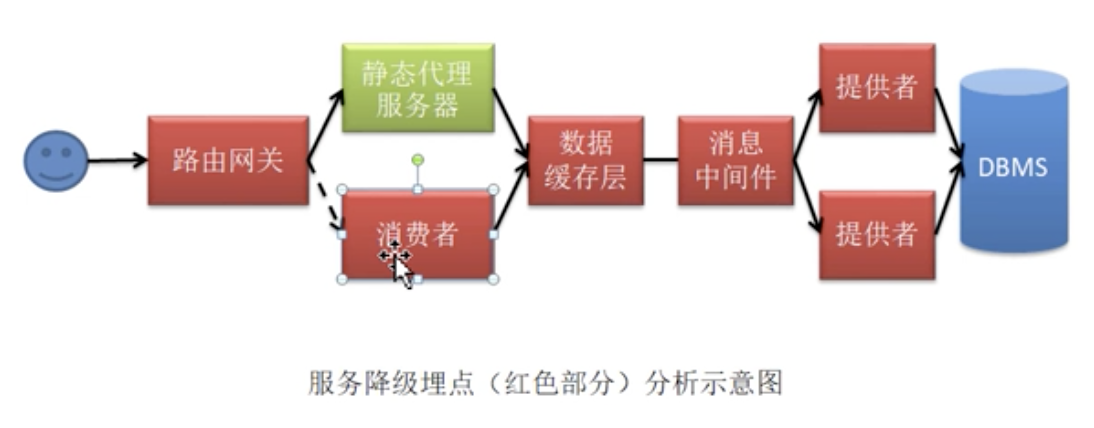 静态代理
服务器
路由网关
消费者
数据
缓存层
消息
中间件
提供者
提供者
DBMS
服务降级埋点（红色部分）分析示意图